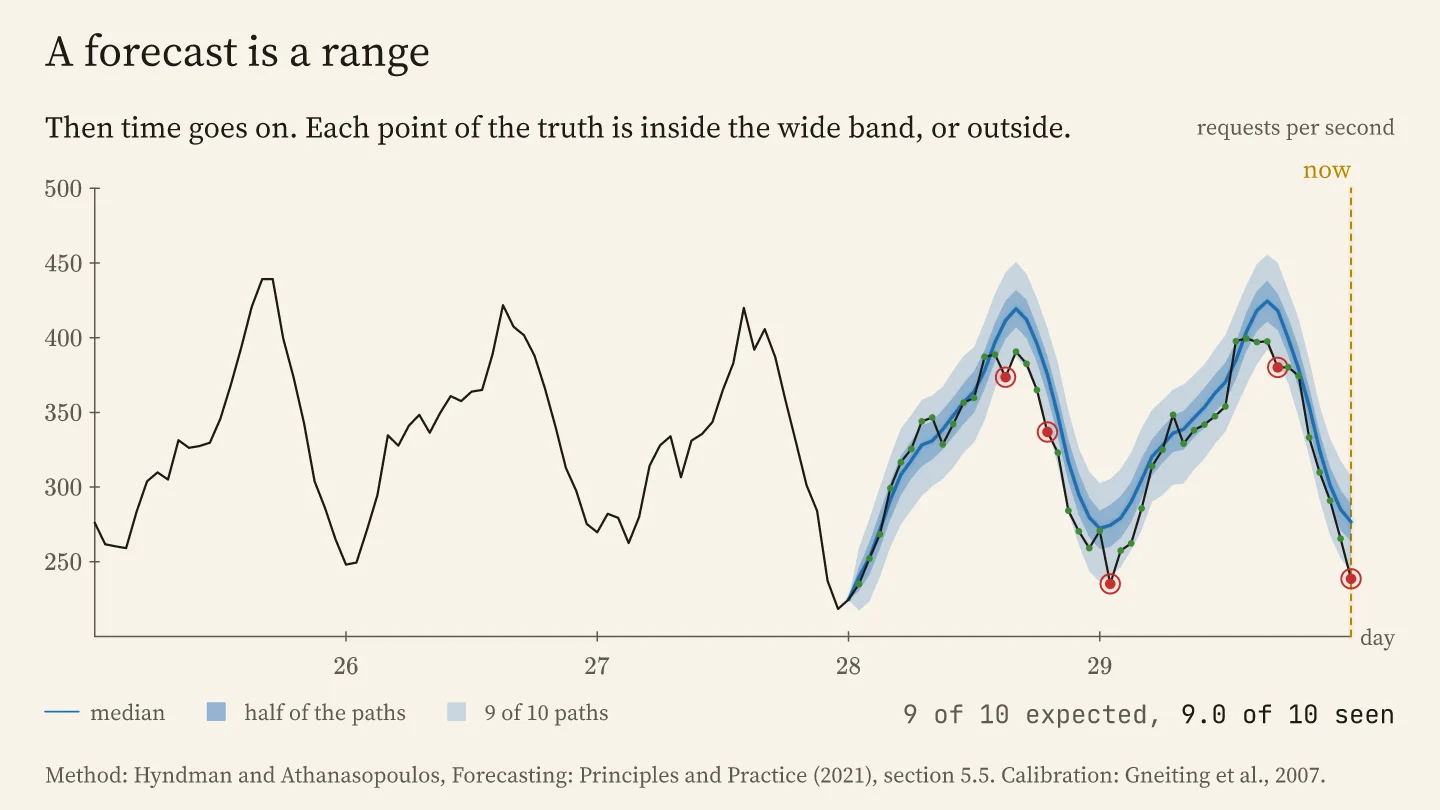 A forecast is a range
Then time goes on. Each point of the truth is inside the wide band, or outside.
requests per second
now
500
450
400
350
300
250
26
27
28
29
day
median
half of the paths
9 of 10 paths
9 of 10 expected, 9.0 of 10 seen
Method: Hyndman and Athanasopoulos, Forecasting: Principles and Practice (2021), section 5.5. Calibration: Gneiting et al., 2007.